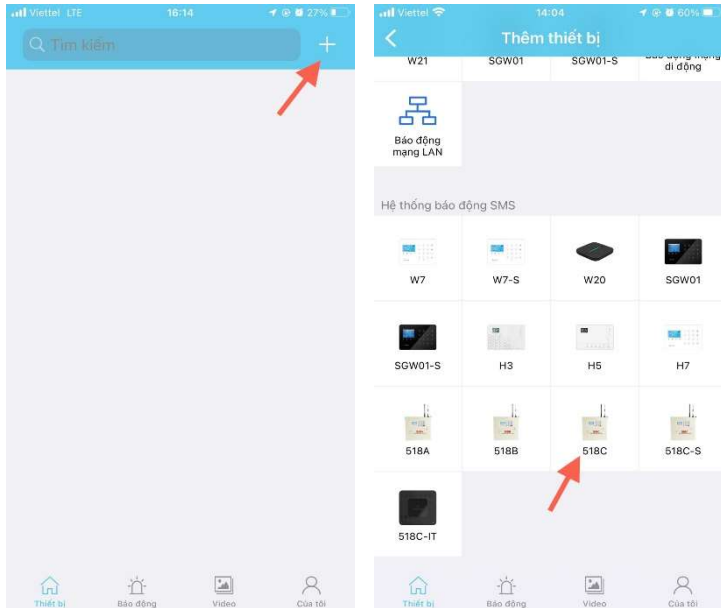 Viettel LTE 16:14 27%
Tìm kiếm
Thiết bị Báo động Video Của tôi
Viettel 14:04 60%
Thêm thiết bị
W21 SGW01 SGW01-S Báo động mạng
di động
Báo động
mạng LAN
Hệ thống báo động SMS
W7 W7-S W20 SGW01
SGW01-S H3 H5 H7
518A 518B 518C 518C-S
518C-IT
Thiết bị Báo động Video Của tôi